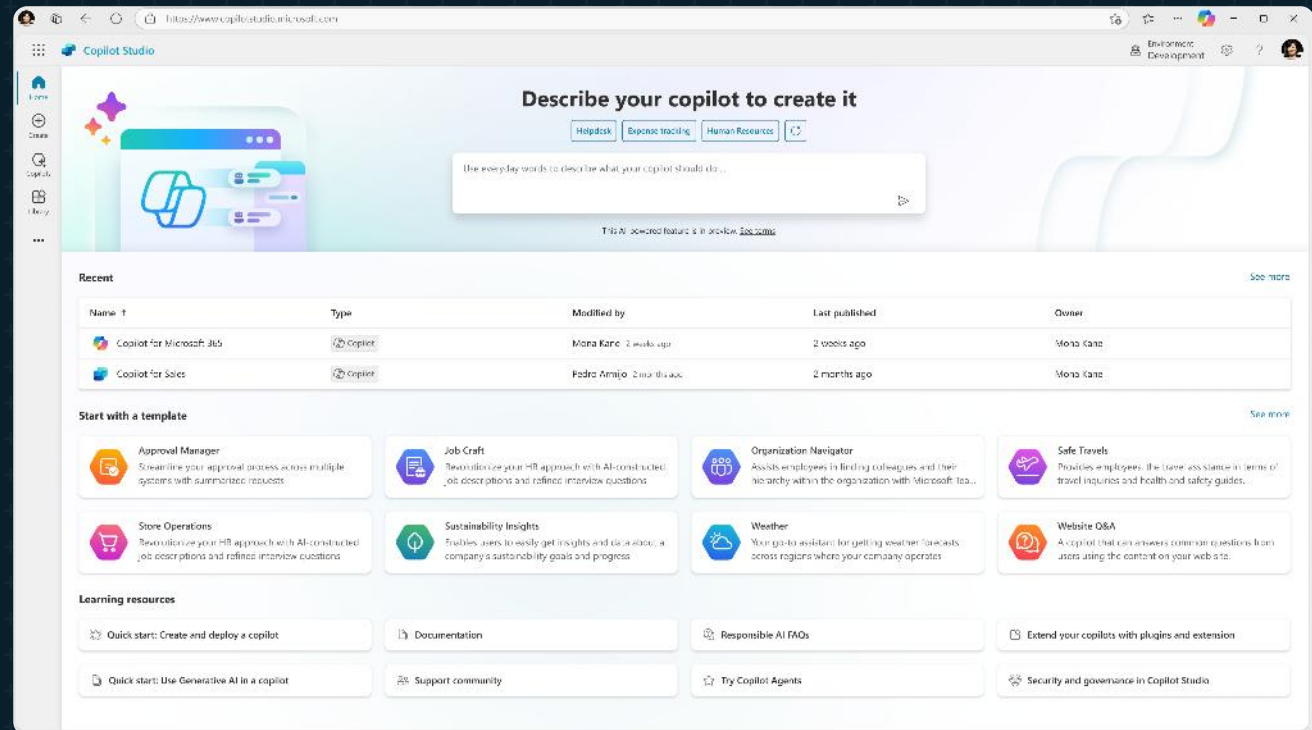 https://www.copilotstudio.microsoft.com
Copilot Studio
Environment
Development
?
Home
Create
Copilots
Library
Describe your copilot to create it
Helpdesk
Expense tracking
Human Resources
Use everyday words to describe what your copilot should do...
This AI powered feature is in preview. See terms
Recent
See more
Name ↑ Type Modified by Last published Owner
Copilot for Microsoft 365 Copilot Mona Kane 2 weeks ago 2 weeks ago Mona Kane
Copilot for Sales Copilot Pedro Armijo 2 months ago 2 months ago Mona Kane
Start with a template
See more
Approval Manager
Streamline your approval process across multiple
systems with summarized requests
Job Craft
Revolutionize your HR approach with AI-constructed
job descriptions and refined interview questions
Organization Navigator
Assists employees in finding colleagues and their
hierarchy within the organization with Microsoft Tea...
Safe Travels
Provides employees the travel assistance in terms of
travel inquiries and health and safety guides...
Store Operations
Revolutionize your HR approach with AI-constructed
job descriptions and refined interview questions
Sustainability Insights
Enables users to easily get insights and data about a
company's sustainability goals and progress
Weather
Your go-to assistant for getting weather forecasts
across regions where your company operates
Website Q&A
A copilot that can answers common questions from
users using the content on your web site.
Learning resources
Quick start: Create and deploy a copilot
Documentation
Responsible AI FAQs
Extend your copilots with plugins and extension
Quick start: Use Generative AI in a copilot
Support community
Try Copilot Agents
Security and governance in Copilot Studio